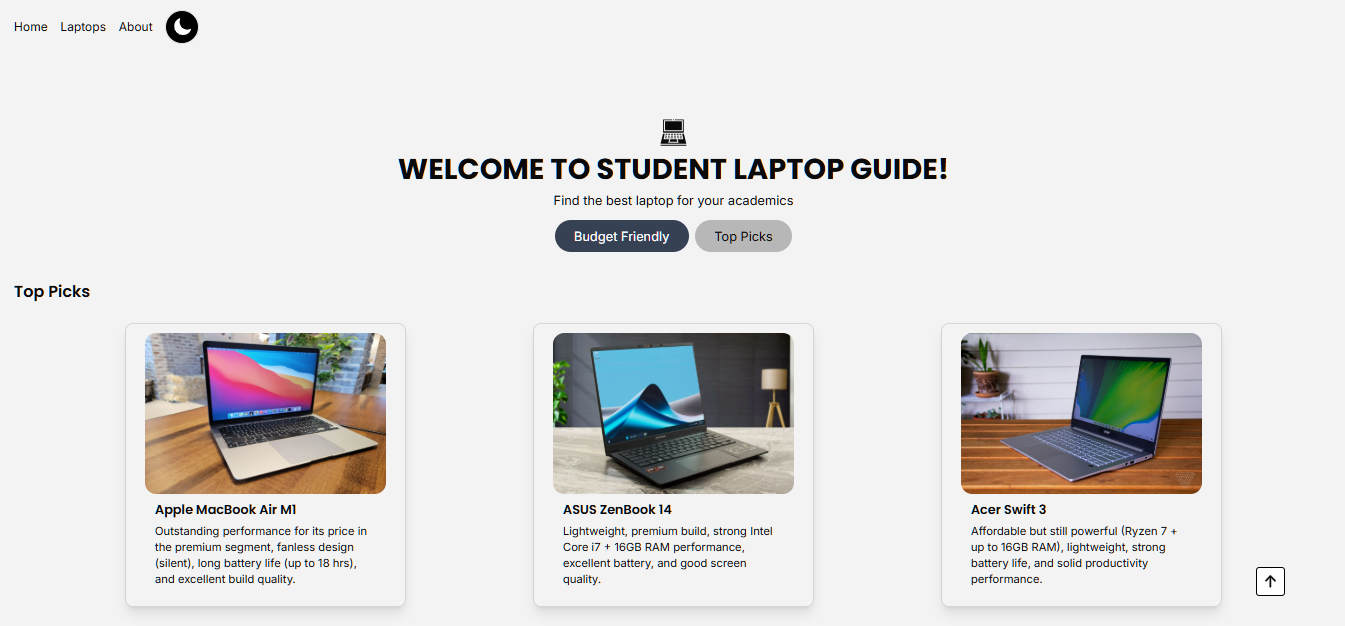 Home Laptops About
WELCOME TO STUDENT LAPTOP GUIDE!
Find the best laptop for your academics
Budget Friendly Top Picks
Top Picks
Apple MacBook Air M1
Outstanding performance for its price in
the premium segment, fanless design
(silent), long battery life (up to 18 hrs),
and excellent build quality.
ASUS ZenBook 14
Lightweight, premium build, strong Intel
Core i7 + 16GB RAM performance,
excellent battery, and good screen
quality.
Acer Swift 3
Affordable but still powerful (Ryzen 7 +
up to 16GB RAM), lightweight, strong
battery life, and solid productivity
performance.